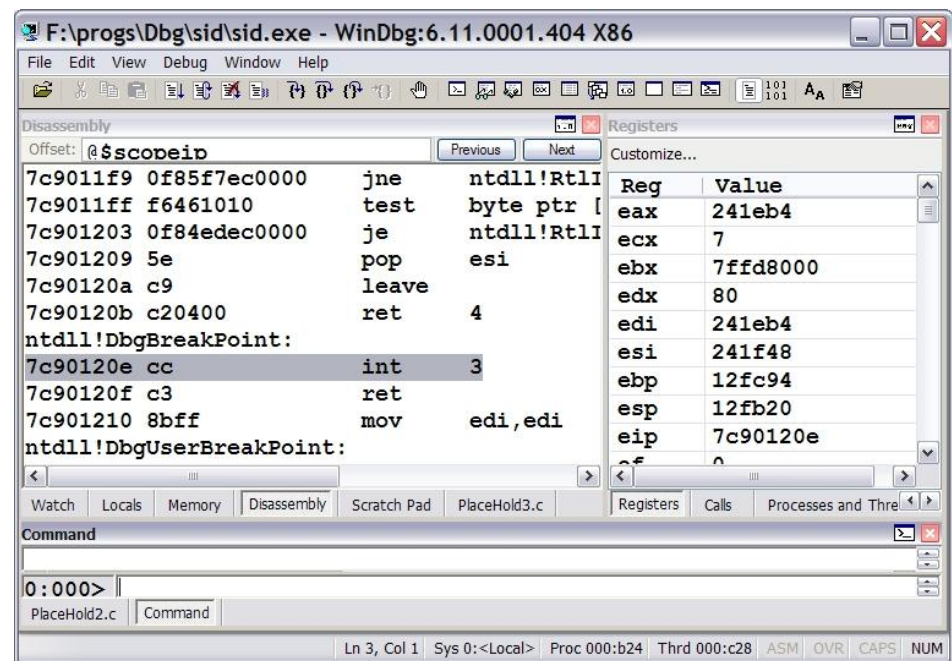 F:\progs\Dbg\sid\sid.exe - WinDbg:6.11.0001.404 X86
File Edit View Debug Window Help
Disassembly
Offset: @$scopeip Previous Next
7c9011f9 0f85f7ec0000 jne ntdll!RtlI
7c9011ff f6461010 test byte ptr [
7c901203 0f84edec0000 je ntdll!RtlI
7c901209 5e pop esi
7c90120a c9 leave
7c90120b c20400 ret 4
ntdll!DbgBreakPoint:
7c90120e cc int 3
7c90120f c3 ret
7c901210 8bff mov edi,edi
ntdll!DbgUserBreakPoint:
Watch Locals Memory Disassembly Scratch Pad PlaceHold3.c
Registers
Customize...
Reg Value
eax 241eb4
ecx 7
ebx 7ffd8000
edx 80
edi 241eb4
esi 241f48
ebp 12fc94
esp 12fb20
eip 7c90120e
Registers Calls Processes and Thre
Command
0:000>
PlaceHold2.c Command
Ln 3, Col 1 Sys 0:<Local> Proc 000:b24 Thrd 000:c28 ASM OVR CAPS NUM